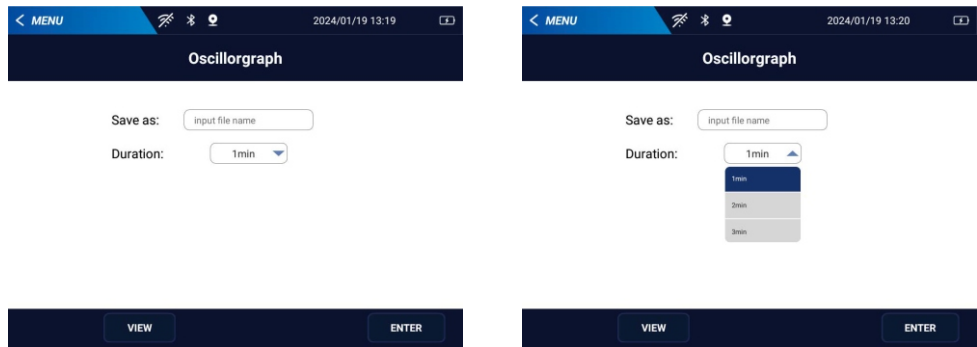 < MENU 2024/01/19 13:19
Oscillorgraph
Save as: input file name
Duration: 1min
VIEW ENTER
< MENU 2024/01/19 13:20
Oscillorgraph
Save as: input file name
Duration: 1min
1min
2min
3min
VIEW ENTER